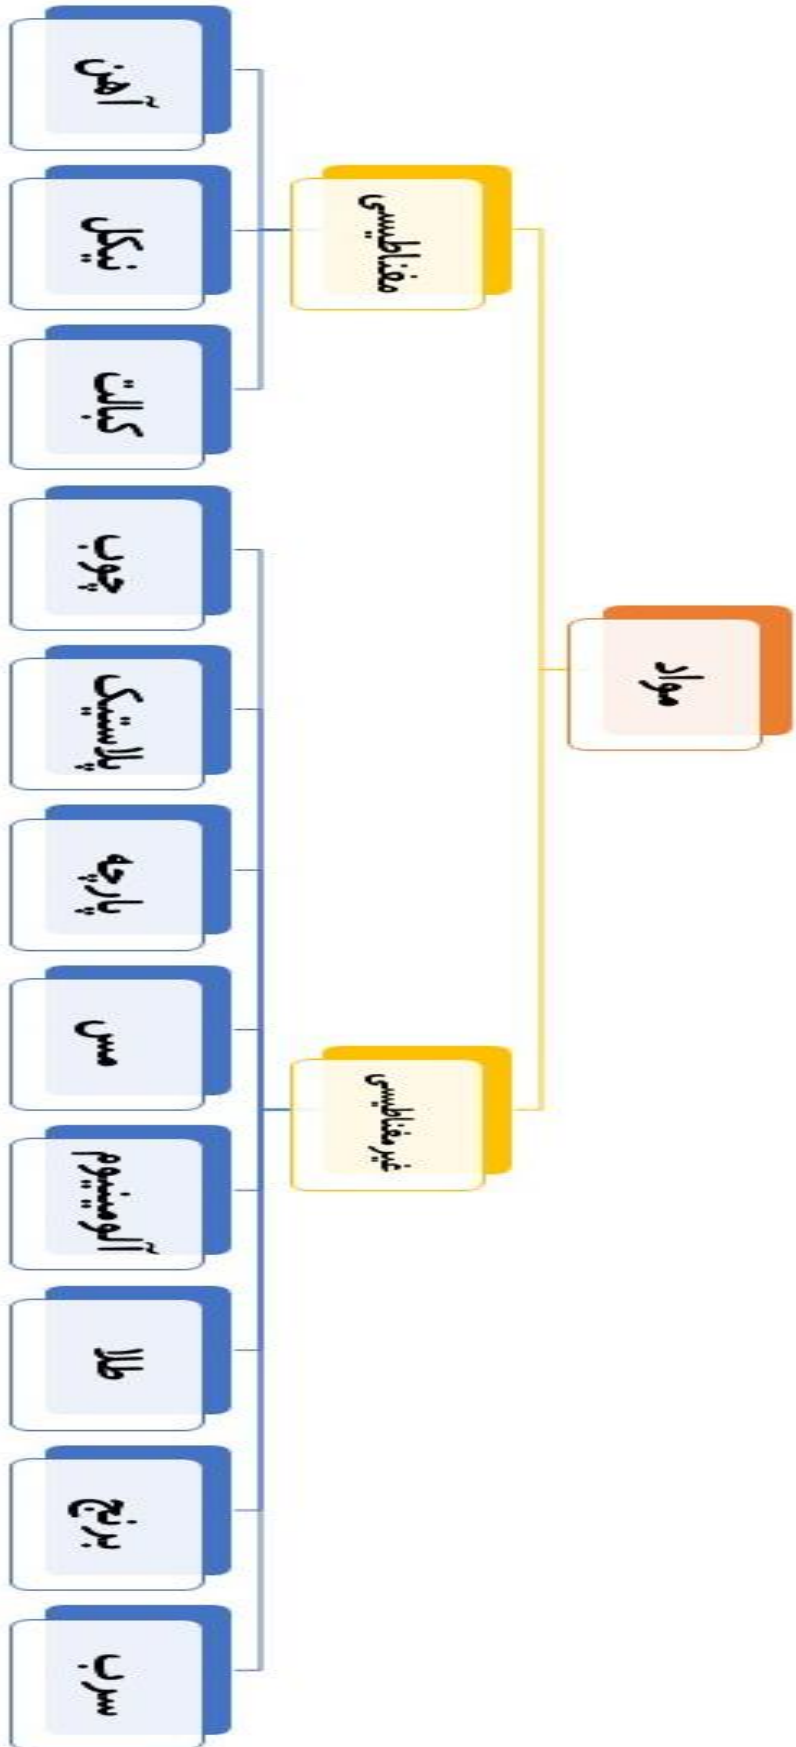 مواد
مغناطیسی
غیر مغناطیسی
آهن
نیکل
کبالت
چوب
پلاستیک
پارچه
مس
آلومینیوم
طلا
برنج
سرب